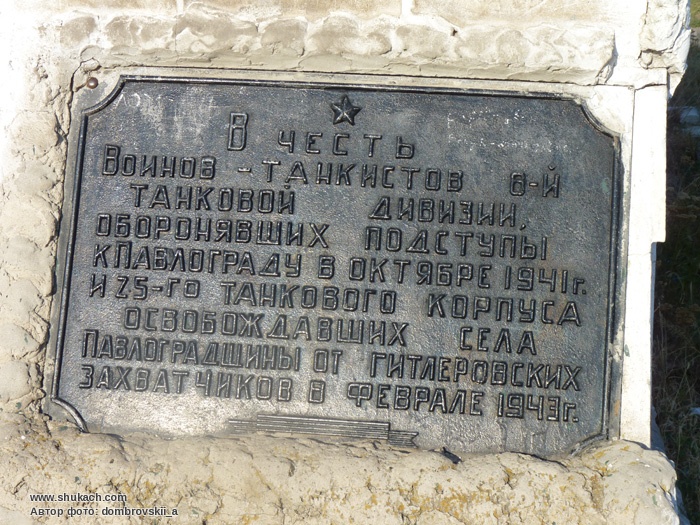 В ЧЕСТЬ
ВОИНОВ - ТАНКИСТОВ 6-Й
ТАНКОВОЙ ДИВИЗИИ,
ОБОРОНЯВШИХ ПОДСТУПЫ
К ПАВЛОГРАДУ В ОКТЯБРЕ 1941 г.
И 25-ГО ТАНКОВОГО КОРПУСА
ОСВОБОЖДАВШИХ СЕЛА
ПАВЛОГРАДЩИНЫ ОТ ГИТЛЕРОВСКИХ
ЗАХВАТЧИКОВ В ФЕВРАЛЕ 1943 г.
www.shukach.com
Автор фото: dombrovskii_a